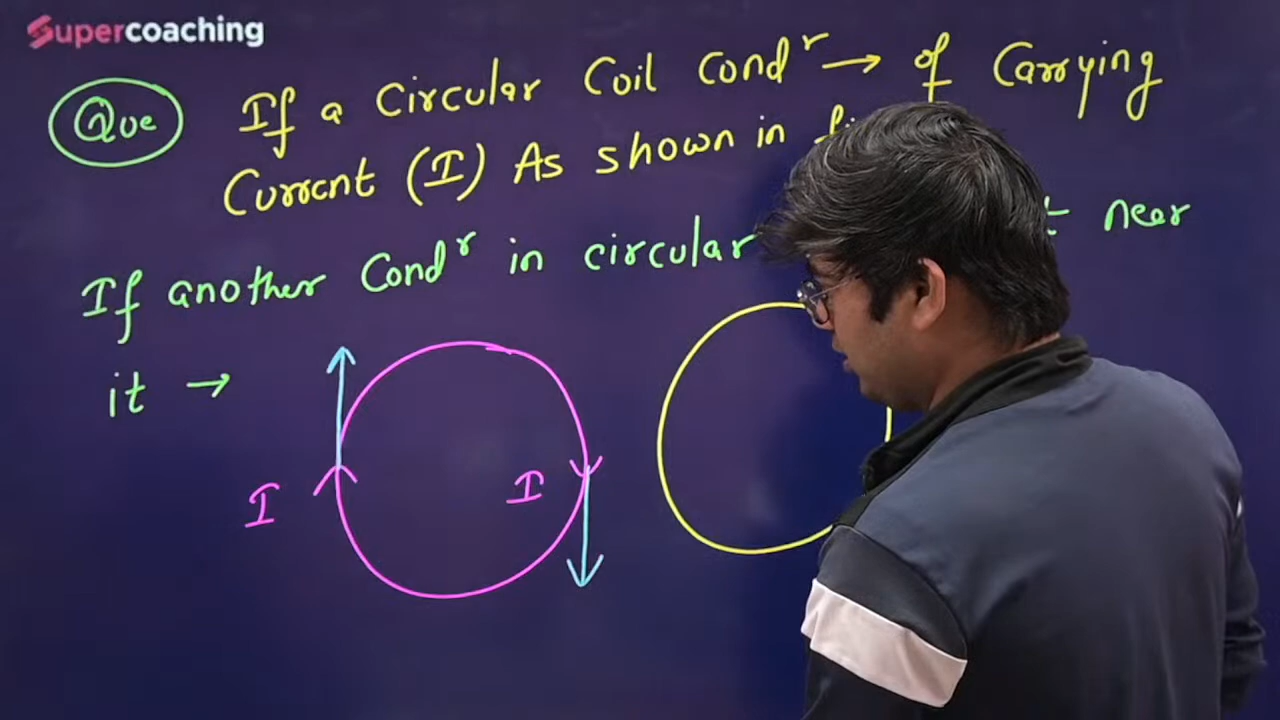 Supercoaching
Que If a Circular Coil Condʳ → of Carrying
Current (I) As shown in
If another Condʳ in circular near
it →
I I